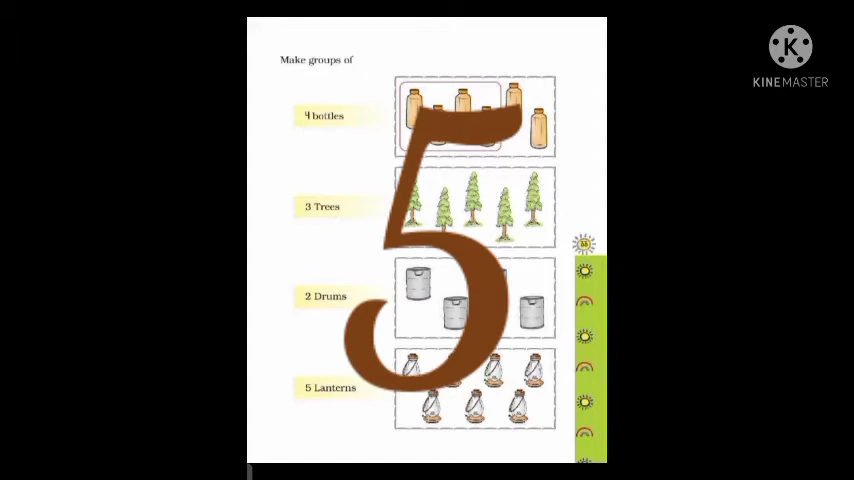 Make groups of
4 bottles
3 Trees
2 Drums
5 Lanterns
5
K
KINEMASTER